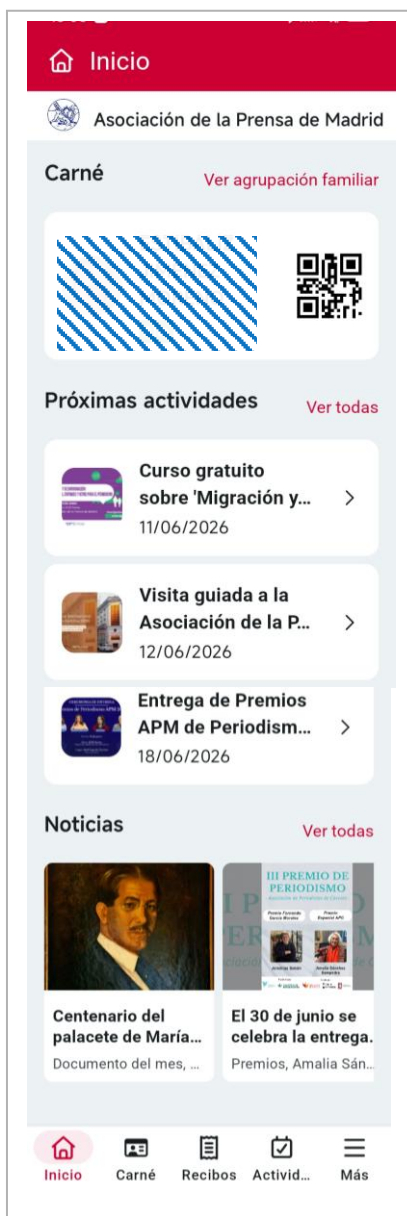 Inicio
Asociación de la Prensa de Madrid
Carné
Ver agrupación familiar
Próximas actividades
Ver todas
Curso gratuito
sobre 'Migración y...
11/06/2026
Visita guiada a la
Asociación de la P...
12/06/2026
Entrega de Premios
APM de Periodism...
18/06/2026
Noticias
Ver todas
III PREMIO DE
PERIODISMO
Centenario del
palacete de María...
Documento del mes, ...
El 30 de junio se
celebra la entrega.
Premios, Amalia Sán...
Inicio
Carné
Recibos
Activid...
Más